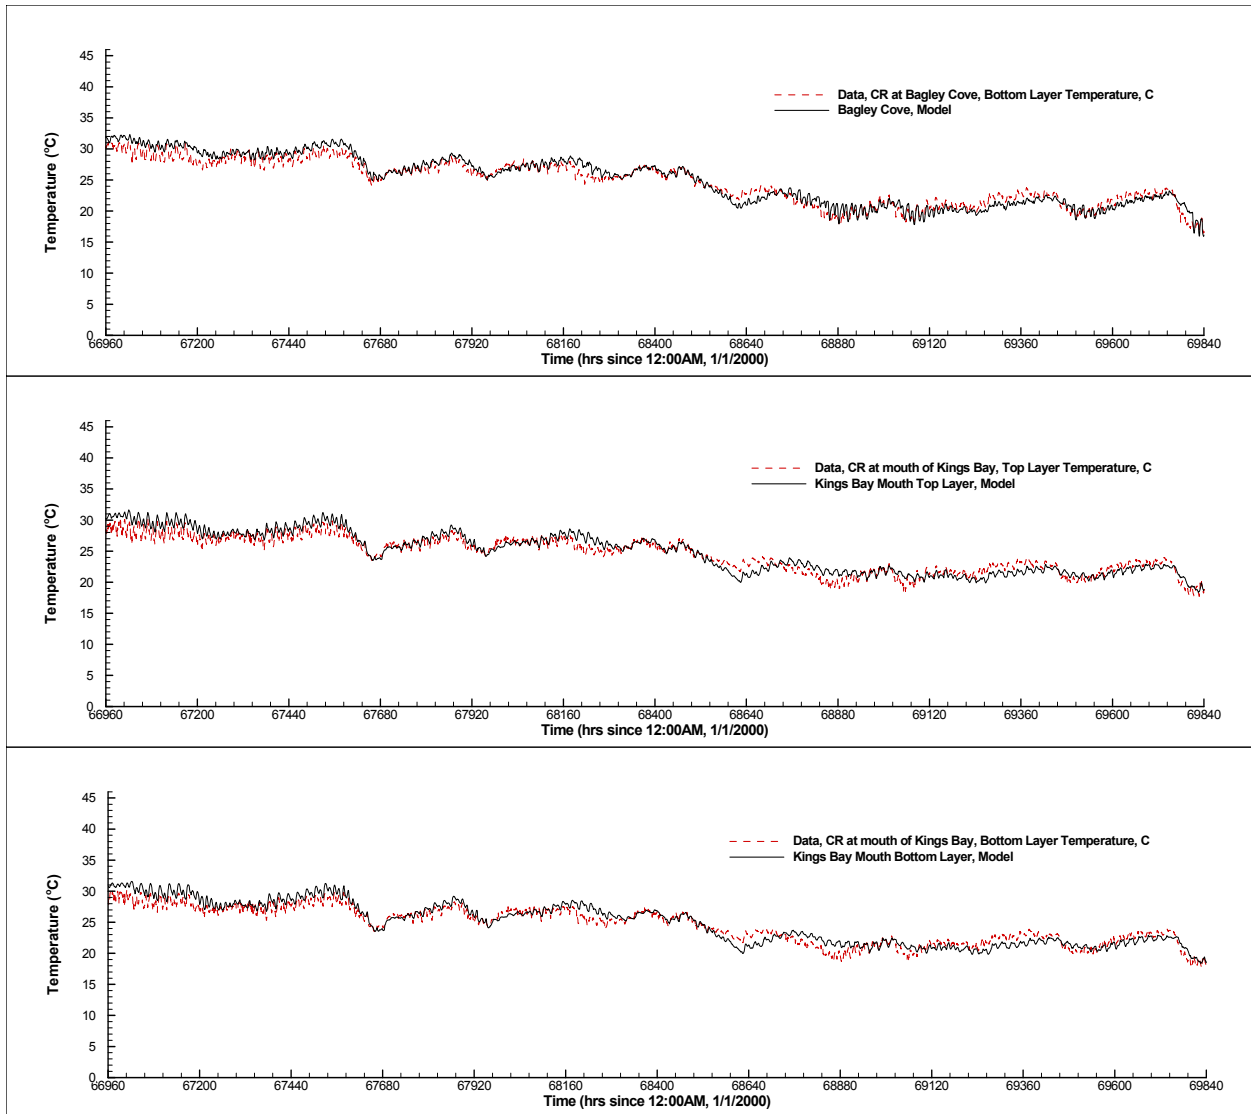 45
40
35
30
25
20
15
10
5
0
Temperature (°C)
Data, CR at Bagley Cove, Bottom Layer Temperature, C
Bagley Cove, Model
66960 67200 67440 67680 67920 68160 68400 68640 68880 69120 69360 69600 69840
Time (hrs since 12:00AM, 1/1/2000)
45
40
35
30
25
20
15
10
5
0
Temperature (°C)
Data, CR at mouth of Kings Bay, Top Layer Temperature, C
Kings Bay Mouth Top Layer, Model
66960 67200 67440 67680 67920 68160 68400 68640 68880 69120 69360 69600 69840
Time (hrs since 12:00AM, 1/1/2000)
45
40
35
30
25
20
15
10
5
0
Temperature (°C)
Data, CR at mouth of Kings Bay, Bottom Layer Temperature, C
Kings Bay Mouth Bottom Layer, Model
66960 67200 67440 67680 67920 68160 68400 68640 68880 69120 69360 69600 69840
Time (hrs since 12:00AM, 1/1/2000)